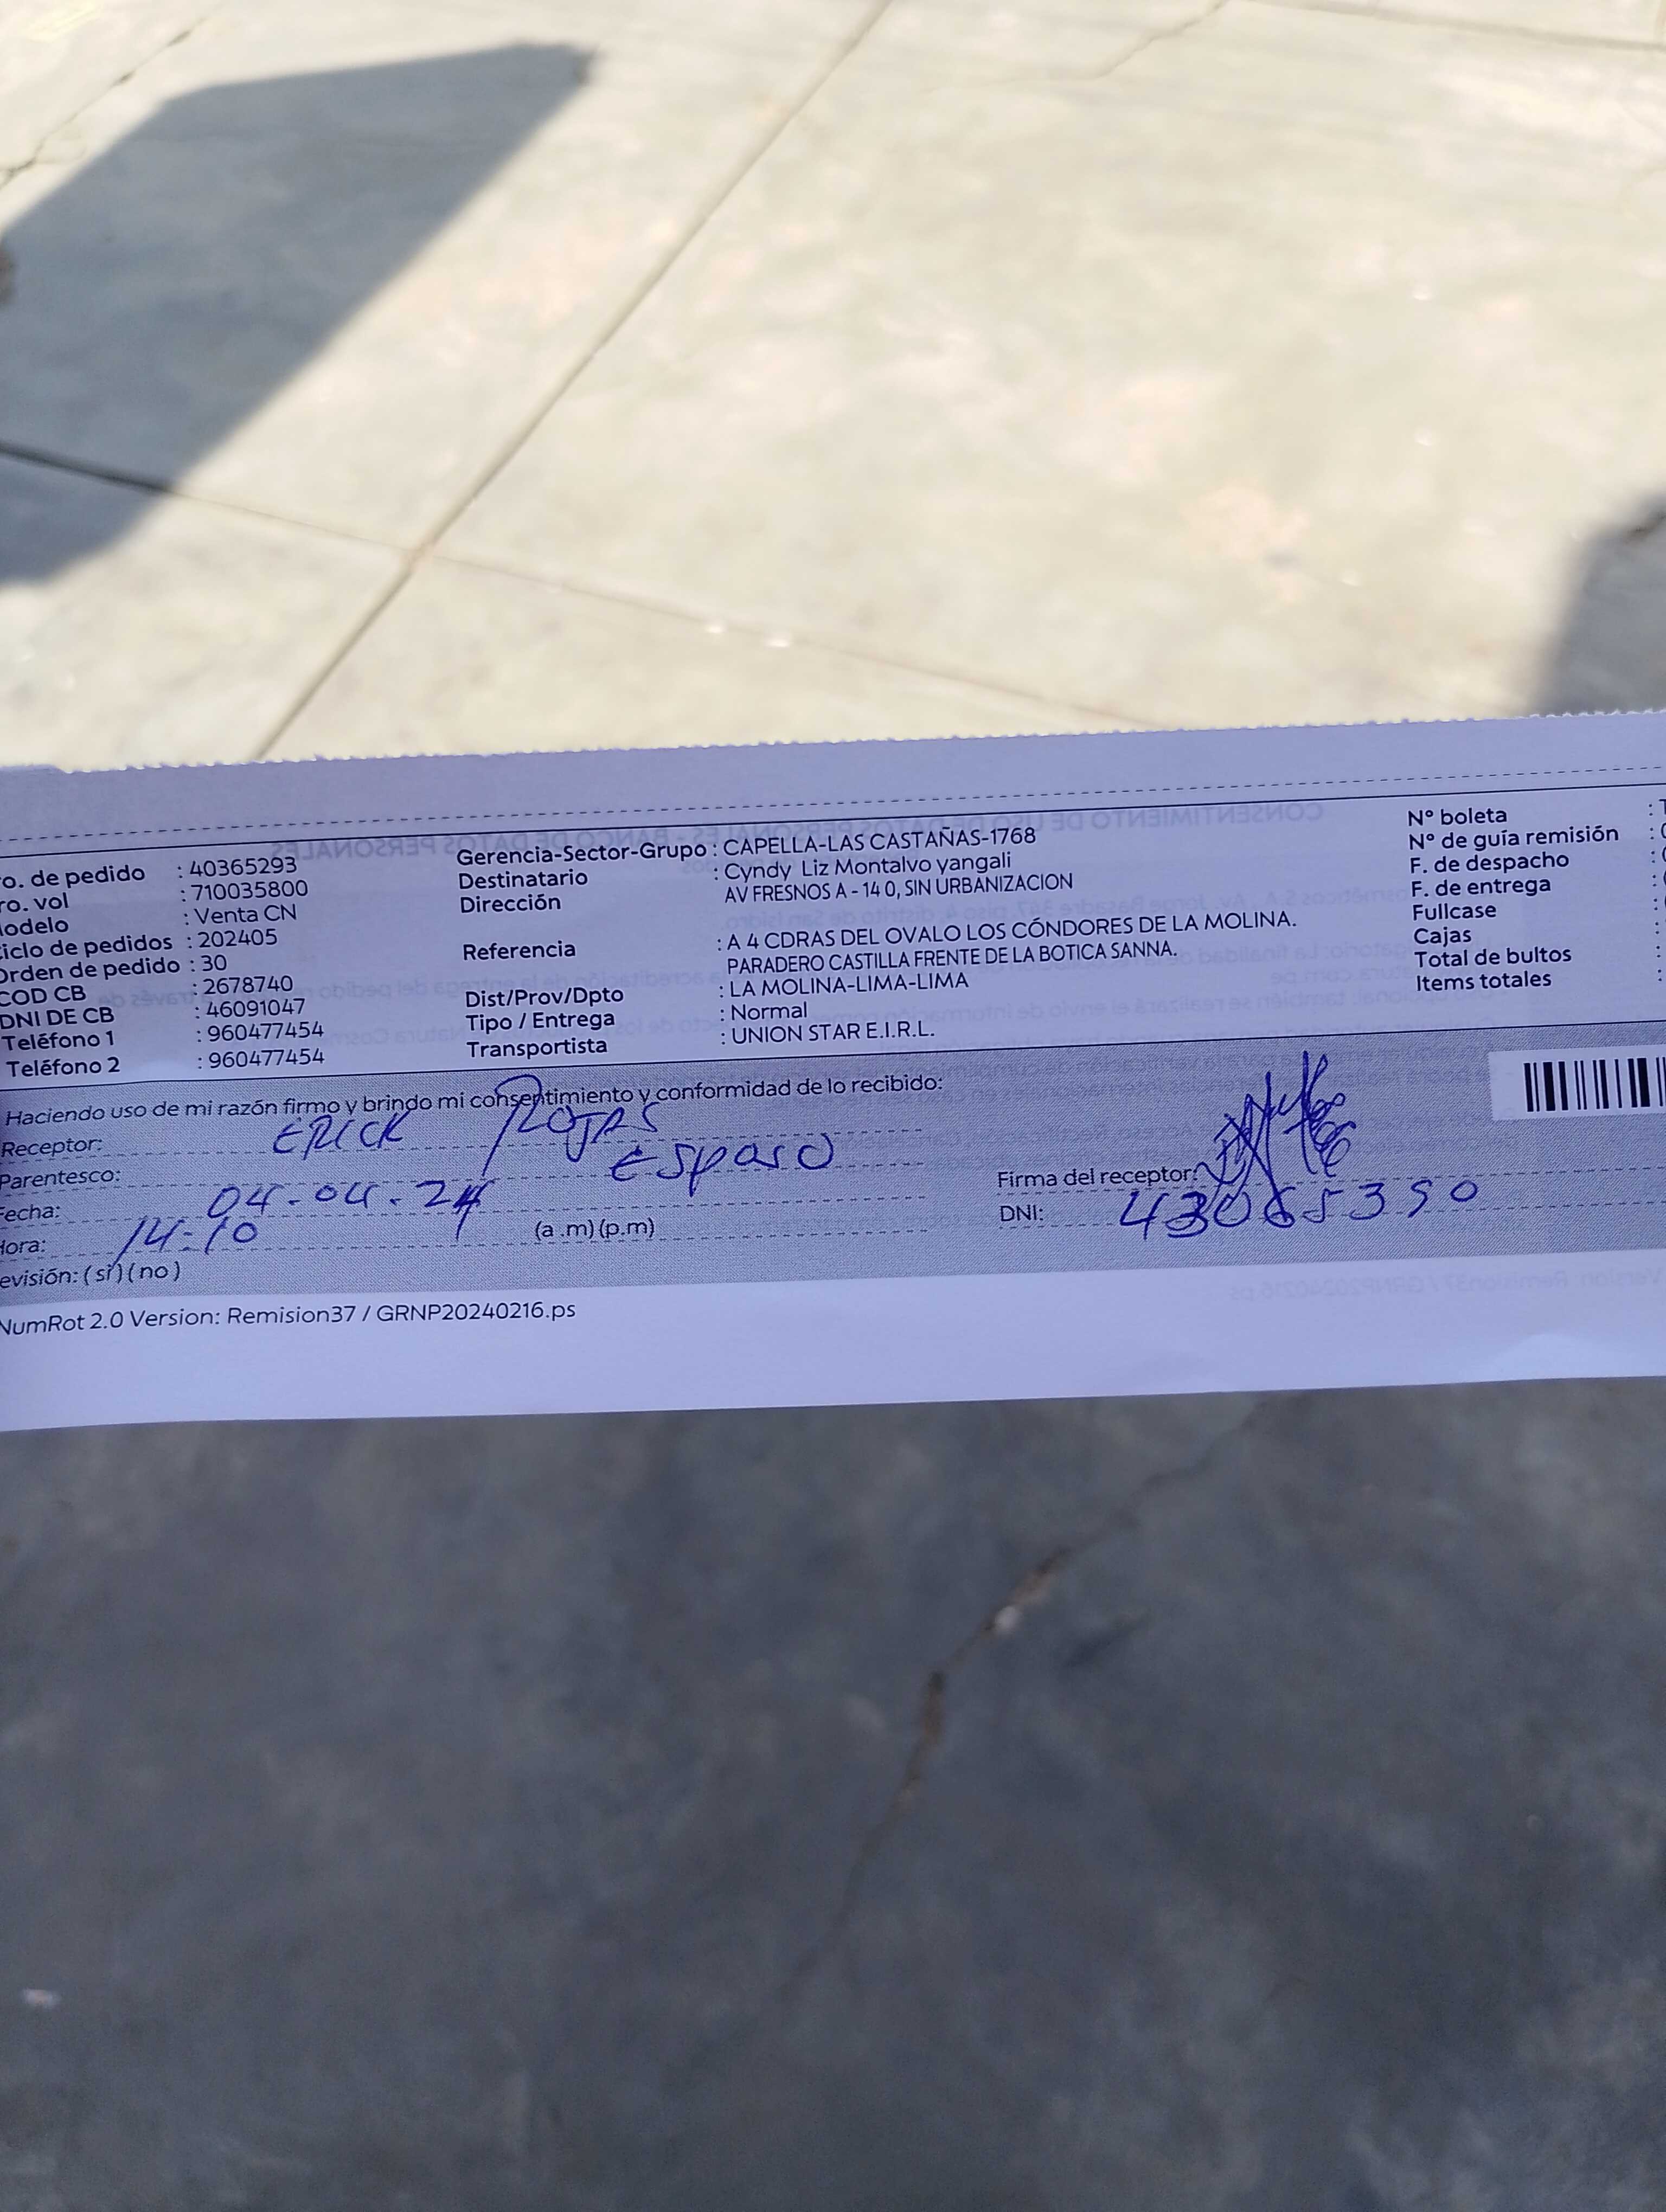 o. de pedido : 40365293
ro. vol : 710035800
odelo : Venta CN
iclo de pedidos : 202405
Orden de pedido : 30
COD CB : 2678740
DNI DE CB : 46091047
Teléfono 1 : 960477454
Teléfono 2 : 960477454
Gerencia-Sector-Grupo : CAPELLA-LAS CASTAÑAS-1768
Destinatario : Cyndy Liz Montalvo yangali
Dirección AV FRESNOS A - 14 0, SIN URBANIZACION
Referencia : A 4 CDRAS DEL OVALO LOS CÓNDORES DE LA MOLINA.
PARADERO CASTILLA FRENTE DE LA BOTICA SANNA.
Dist/Prov/Dpto : LA MOLINA-LIMA-LIMA
Tipo / Entrega : Normal
Transportista : UNION STAR E.I.R.L.
N° boleta :
N° de guía remisión :
F. de despacho :
F. de entrega :
Fullcase :
Cajas :
Total de bultos :
Items totales :
Haciendo uso de mi razón firmo y brindo mi consentimiento y conformidad de lo recibido:
Receptor: ERICK ROJAS
Esparo
Parentesco:
Fecha: 04-04-24
Hora: 14:10 (a .m) (p.m)
evisión: ( si ) ( no )
Firma del receptor:
DNI: 43065390
NumRot 2.0 Version: Remision37 / GRNP20240216.ps